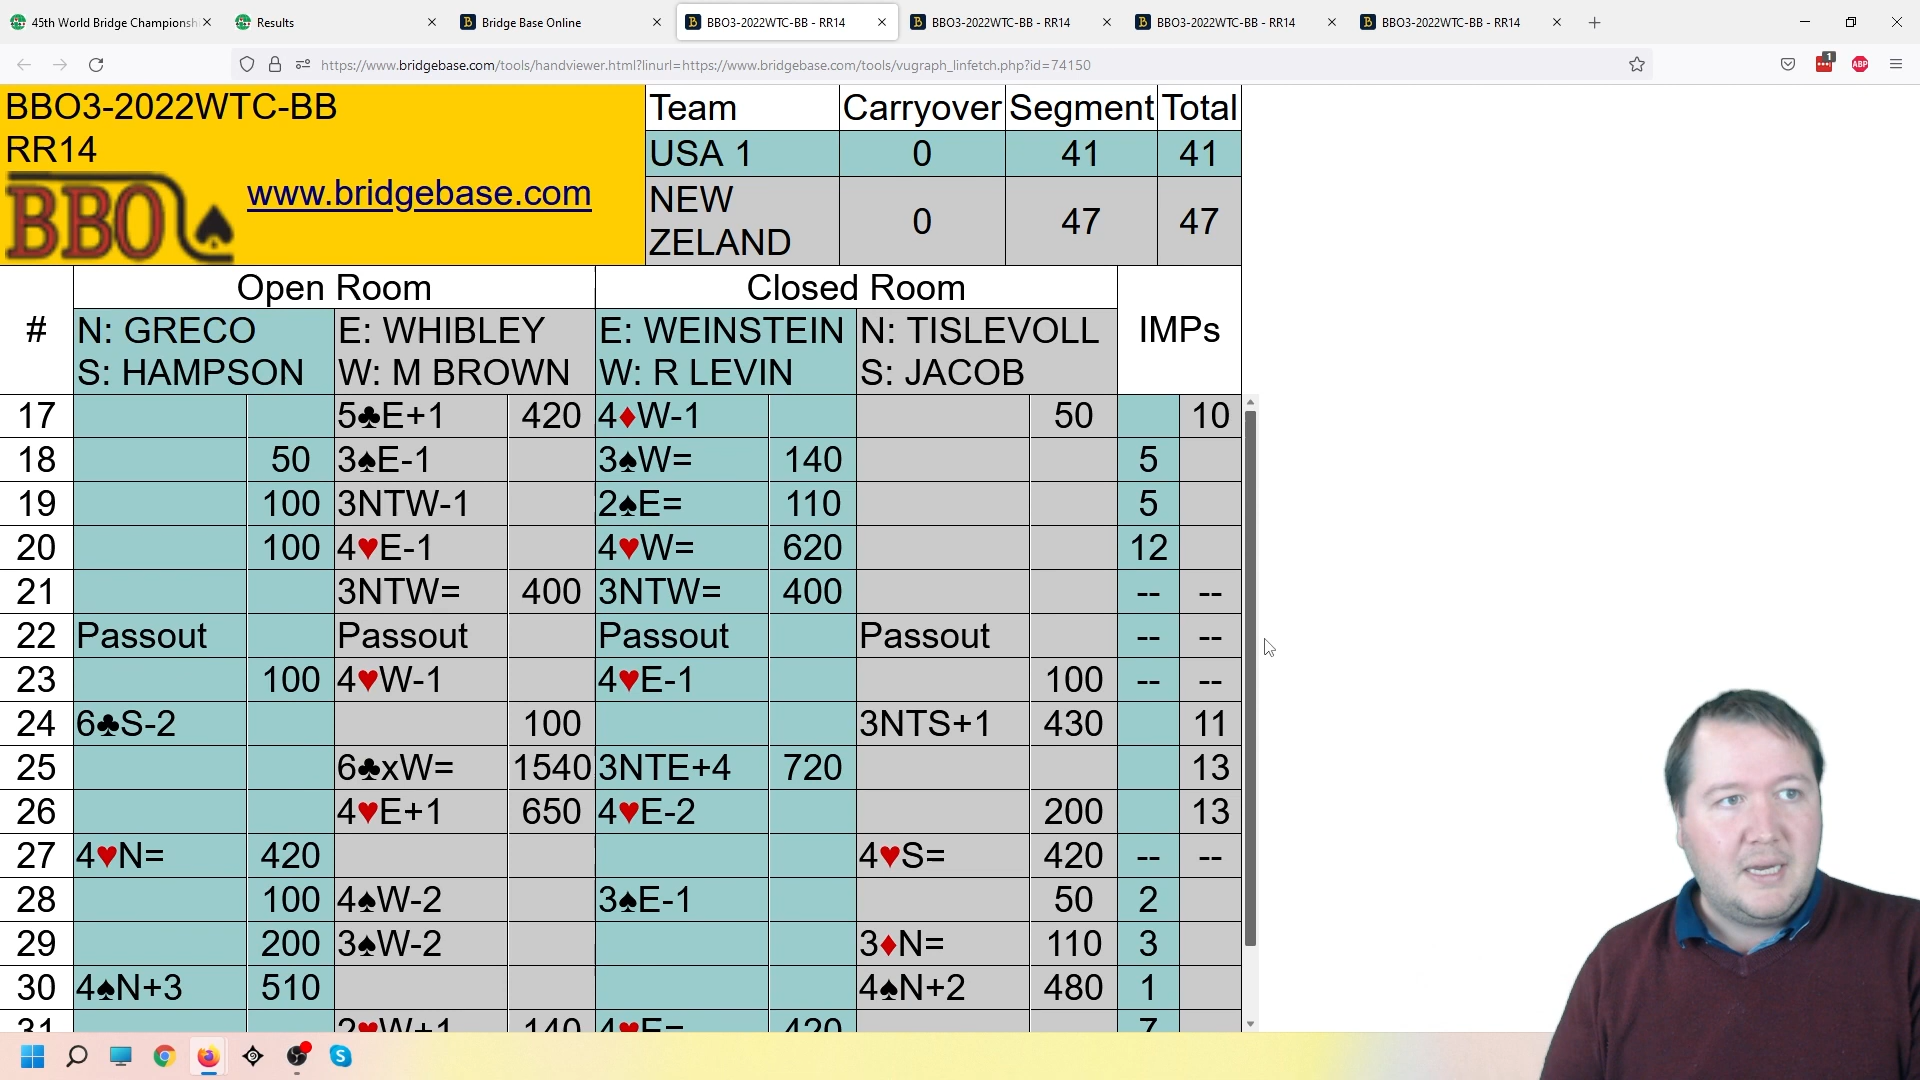 45th World Bridge Championsh
Results
Bridge Base Online
BBO3-2022WTC-BB - RR14
BBO3-2022WTC-BB - RR14
BBO3-2022WTC-BB - RR14
BBO3-2022WTC-BB - RR14
https://www.bridgebase.com/tools/handviewer.html?linurl=https://www.bridgebase.com/tools/vugraph_linfetch.php?id=74150
1
ABP
BBO3-2022WTC-BB
RR14
BBO
www.bridgebase.com
Team Carryover Segment Total
USA 1 0 41 41
NEW ZELAND 0 47 47
Open Room Closed Room
# IMPs
N: GRECO E: WHIBLEY E: WEINSTEIN N: TISLEVOLL
S: HAMPSON W: M BROWN W: R LEVIN S: JACOB
17 5♣E+1 420 4♦W-1 50 10
18 50 3♠E-1 3♠W= 140 5
19 100 3NTW-1 2♠E= 110 5
20 100 4♥E-1 4♥W= 620 12
21 3NTW= 400 3NTW= 400 -- --
22 Passout Passout Passout Passout -- --
23 100 4♥W-1 4♥E-1 100 -- --
24 6♣S-2 100 3NTS+1 430 11
25 6♣xW= 1540 3NTE+4 720 13
26 4♥E+1 650 4♥E-2 200 13
27 4♥N= 420 4♥S= 420 -- --
28 100 4♠W-2 3♠E-1 50 2
29 200 3♠W-2 3♦N= 110 3
30 4♠N+3 510 4♠N+2 480 1
31 2♥W+1 140 4♥E= 420 7